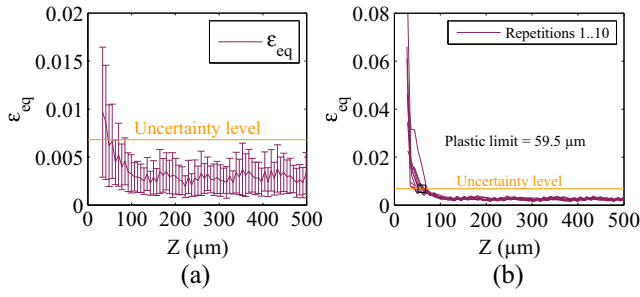 0.02
0.015
0.01
0.005
0
ε_eq
ε_eq
Uncertainty level
0 100 200 300 400 500
Z (µm)
(a)
0.08
0.06
0.04
0.02
0
ε_eq
Repetitions 1..10
Plastic limit = 59.5 µm
Uncertainty level
0 100 200 300 400 500
Z (µm)
(b)